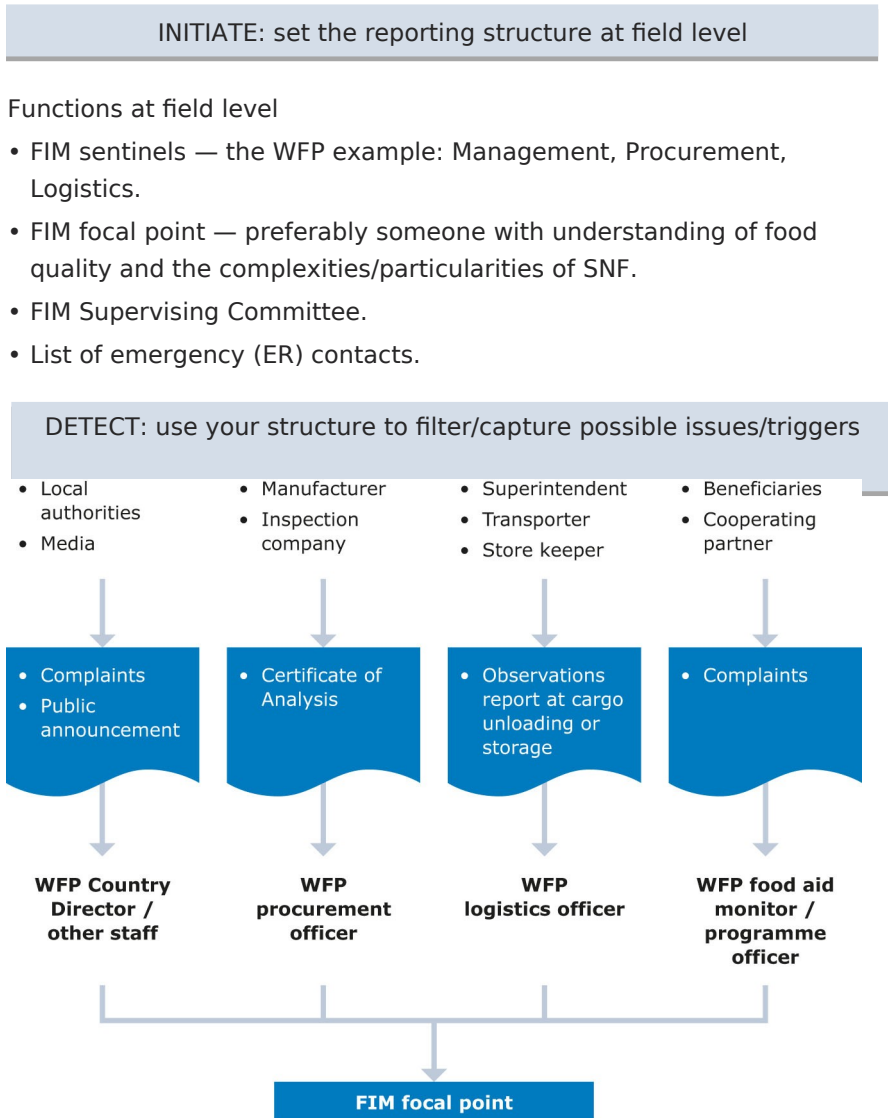 INITIATE: set the reporting structure at field level
Functions at field level
• FIM sentinels — the WFP example: Management, Procurement,
Logistics.
• FIM focal point — preferably someone with understanding of food
quality and the complexities/particularities of SNF.
• FIM Supervising Committee.
• List of emergency (ER) contacts.
DETECT: use your structure to filter/capture possible issues/triggers
• Local
authorities
• Media
• Manufacturer
• Inspection
company
• Superintendent
• Transporter
• Store keeper
• Beneficiaries
• Cooperating
partner
• Complaints
• Public
announcement
• Certificate of
Analysis
• Observations
report at cargo
unloading or
storage
• Complaints
WFP Country
Director /
other staff
WFP
procurement
officer
WFP
logistics officer
WFP food aid
monitor /
programme
officer
FIM focal point